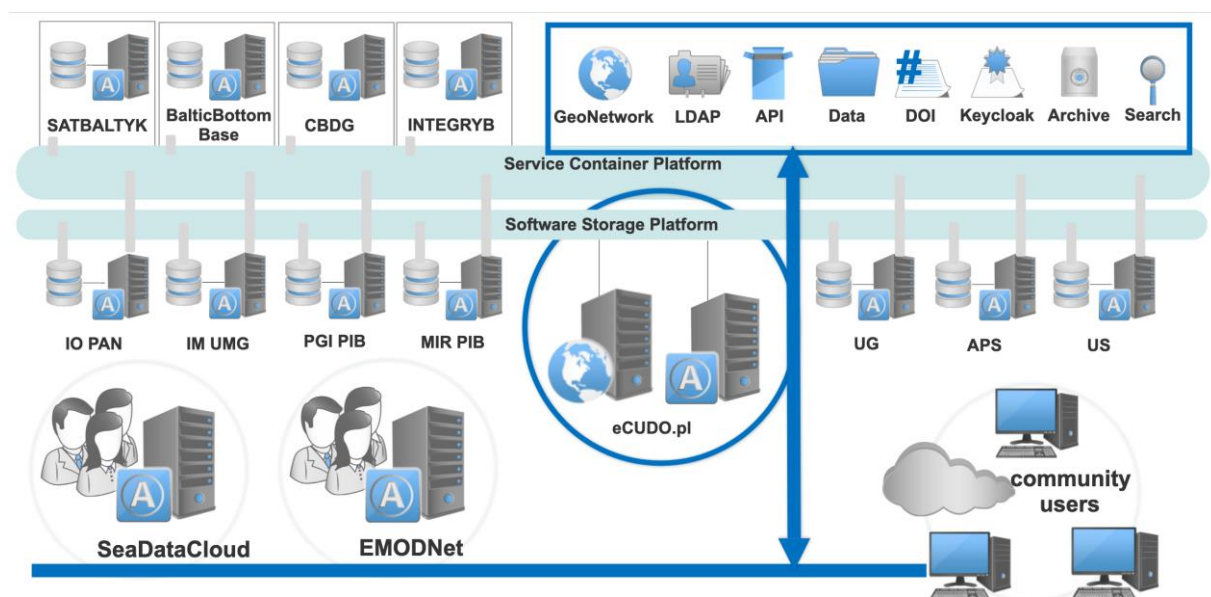 SATBALTYK
BalticBottom
Base
CBDG
INTEGRYB
GeoNetwork
LDAP
API
Data
#
DOI
Keycloak
Archive
Search
Service Container Platform
Software Storage Platform
A
A
A
A
A
A
A
A
A
A
A
IO PAN
IM UMG
PGI PIB
MIR PIB
UG
APS
US
A
eCUDO.pl
A
A
SeaDataCloud
EMODNet
community
users